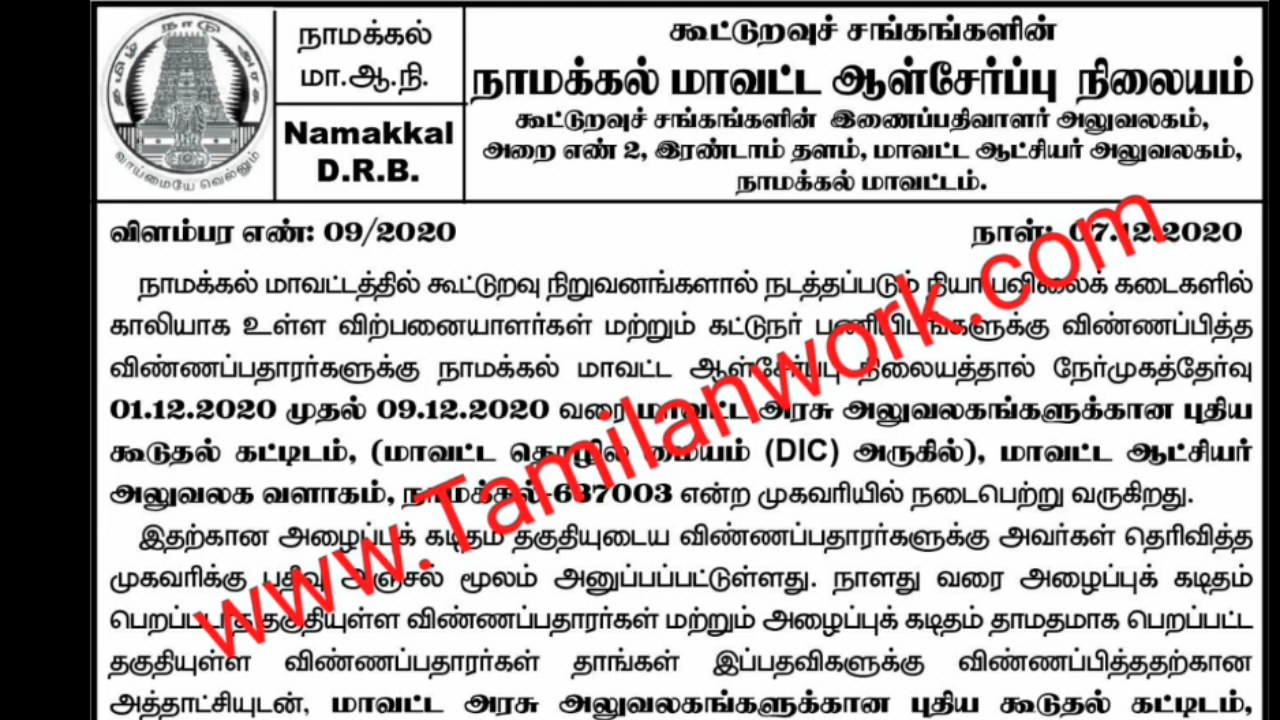 தமிழ் நாடு அரசு
வாய்மையே வெல்லும்
நாமக்கல்
மா.ஆ.நி.
Namakkal
D.R.B.
கூட்டுறவுச் சங்கங்களின்
நாமக்கல் மாவட்ட ஆள்சேர்ப்பு நிலையம்
கூட்டுறவுச் சங்கங்களின் இணைப்பதிவாளர் அலுவலகம்,
அறை எண் 2, இரண்டாம் தளம், மாவட்ட ஆட்சியர் அலுவலகம்,
நாமக்கல் மாவட்டம்.
விளம்பர எண்: 09/2020 நாள்: 07.12.2020
நாமக்கல் மாவட்டத்தில் கூட்டுறவு நிறுவனங்களால் நடத்தப்படும் நியாயவிலைக் கடைகளில்
காலியாக உள்ள விற்பனையாளர்கள் மற்றும் கட்டுநர் பணியிடங்களுக்கு விண்ணப்பித்த
விண்ணப்பதாரர்களுக்கு நாமக்கல் மாவட்ட ஆள்சேர்ப்பு நிலையத்தால் நேர்முகத்தேர்வு
01.12.2020 முதல் 09.12.2020 வரை மாவட்ட அரசு அலுவலகங்களுக்கான புதிய
கூடுதல் கட்டிடம், (மாவட்ட தொழில் மையம் (DIC) அருகில்), மாவட்ட ஆட்சியர்
அலுவலக வளாகம், நாமக்கல்-637003 என்ற முகவரியில் நடைபெற்று வருகிறது.
இதற்கான அழைப்புக் கடிதம் தகுதியுடைய விண்ணப்பதாரர்களுக்கு அவர்கள் தெரிவித்த
முகவரிக்கு பதிவு அஞ்சல் மூலம் அனுப்பப்பட்டுள்ளது. நாளது வரை அழைப்புக் கடிதம்
பெறப்படாத தகுதியுள்ள விண்ணப்பதாரர்கள் மற்றும் அழைப்புக் கடிதம் தாமதமாக பெறப்பட்ட
தகுதியுள்ள விண்ணப்பதாரர்கள் தாங்கள் இப்பதவிகளுக்கு விண்ணப்பித்ததற்கான
அத்தாட்சியுடன், மாவட்ட அரசு அலுவலகங்களுக்கான புதிய கூடுதல் கட்டிடம்,
www.Tamilanwork.com